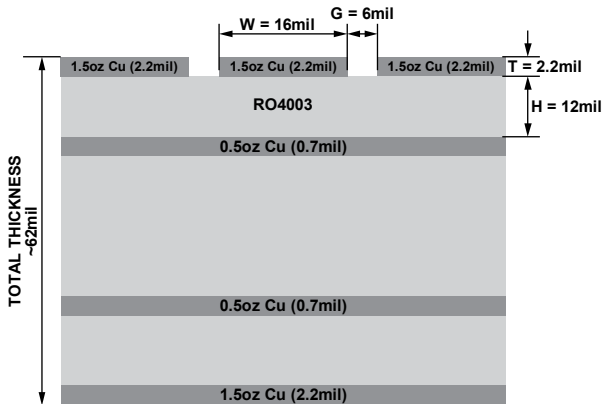 W = 16mil
G = 6mil
1.5oz Cu (2.2mil)
1.5oz Cu (2.2mil)
1.5oz Cu (2.2mil)
T = 2.2mil
RO4003
H = 12mil
0.5oz Cu (0.7mil)
TOTAL THICKNESS
~62mil
0.5oz Cu (0.7mil)
1.5oz Cu (2.2mil)